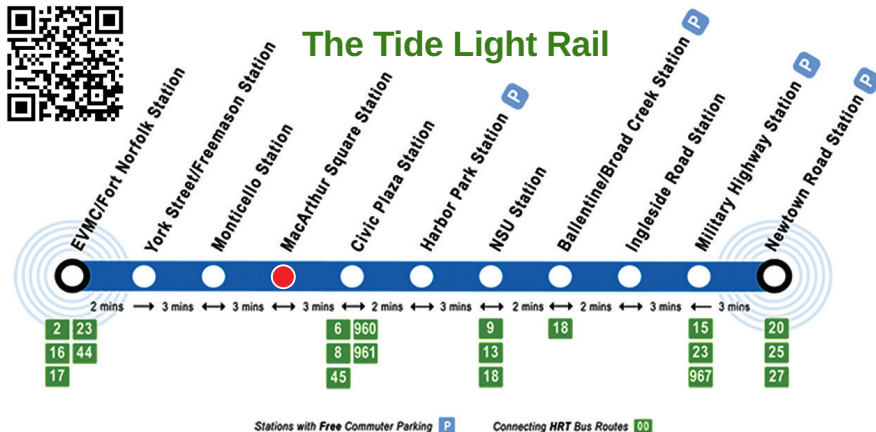 The Tide Light Rail
EVMC/Fort Norfolk Station
York Street/Freemason Station
Monticello Station
MacArthur Square Station
Civic Plaza Station
Harbor Park Station P
NSU Station
Ballentine/Broad Creek Station P
Ingleside Road Station
Military Highway Station P
Newtown Road Station P
2 mins 3 mins 3 mins 3 mins 2 mins 3 mins 2 mins 2 mins 3 mins 3 mins
2 23
16 44
17
6 960
8 961
45
9
13
18
18
15
23
967
20
25
27
Stations with Free Commuter Parking P
Connecting HRT Bus Routes 00